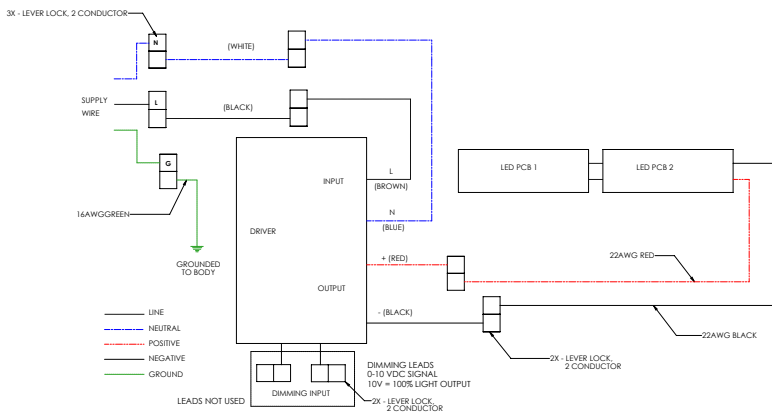 3X - LEVER LOCK, 2 CONDUCTOR
N
(WHITE)
SUPPLY
WIRE
L
(BLACK)
G
16AWGGREEN
GROUNDED
TO BODY
INPUT
L
(BROWN)
N
(BLUE)
DRIVER
+ (RED)
OUTPUT
- (BLACK)
LED PCB 1
LED PCB 2
22AWG RED
22AWG BLACK
2X - LEVER LOCK,
2 CONDUCTOR
LINE
NEUTRAL
POSITIVE
NEGATIVE
GROUND
DIMMING LEADS
0-10 VDC SIGNAL
10V = 100% LIGHT OUTPUT
DIMMING INPUT
LEADS NOT USED
2X - LEVER LOCK,
2 CONDUCTOR